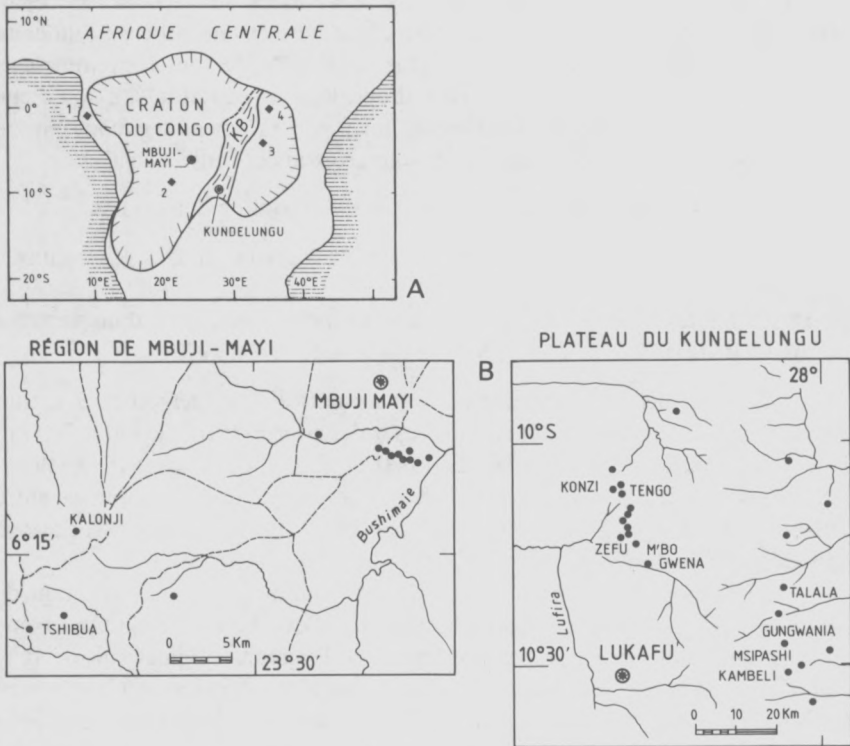 10°N
AFRIQUE CENTRALE
0°
1
CRATON
DU CONGO
KB
4
MBUJI-
MAYI
3
2
10°S
KUNDELUNGU
20°S
10°E
20°E
30°E
40°E
A
RÉGION DE MBUJI-MAYI
MBUJI MAYI
KALONJI
Bushimaie
6°15'
TSHIBUA
0 5 Km
23°30'
B
PLATEAU DU KUNDELUNGU
28°
10°S
KONZI
TENGO
ZEFU
M'BO
GWENA
Lufira
TALALA
GUNGWANIA
MSIPASHI
KAMBELI
10°30'
LUKAFU
0 10 20 Km